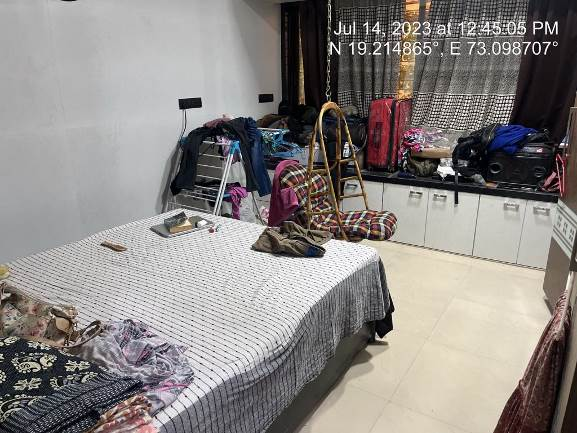 Jul 14, 2023 at 12:45:05 PM
N 19.214865°, E 73.098707°